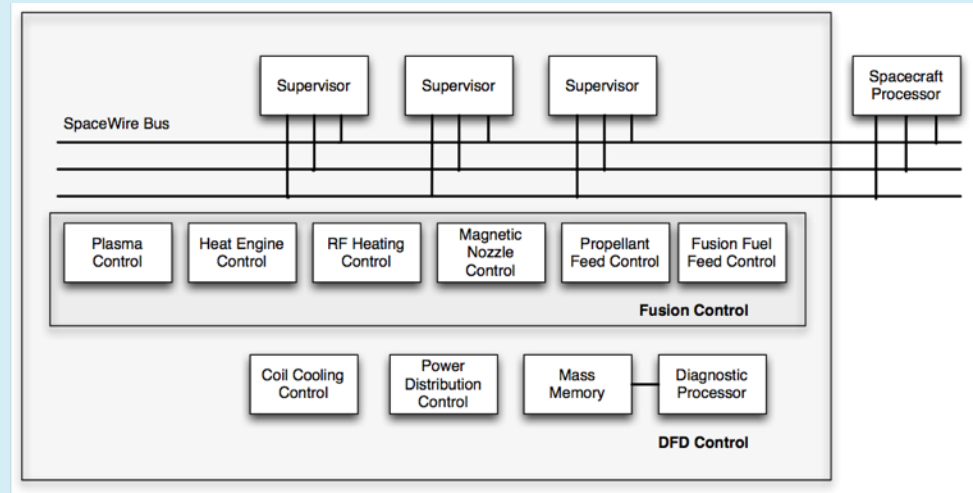 Supervisor
Supervisor
Supervisor
Spacecraft
Processor
SpaceWire Bus
Plasma
Control
Heat Engine
Control
RF Heating
Control
Magnetic
Nozzle
Control
Propellant
Feed Control
Fusion Fuel
Feed Control
Fusion Control
Coil Cooling
Control
Power
Distribution
Control
Mass
Memory
Diagnostic
Processor
DFD Control